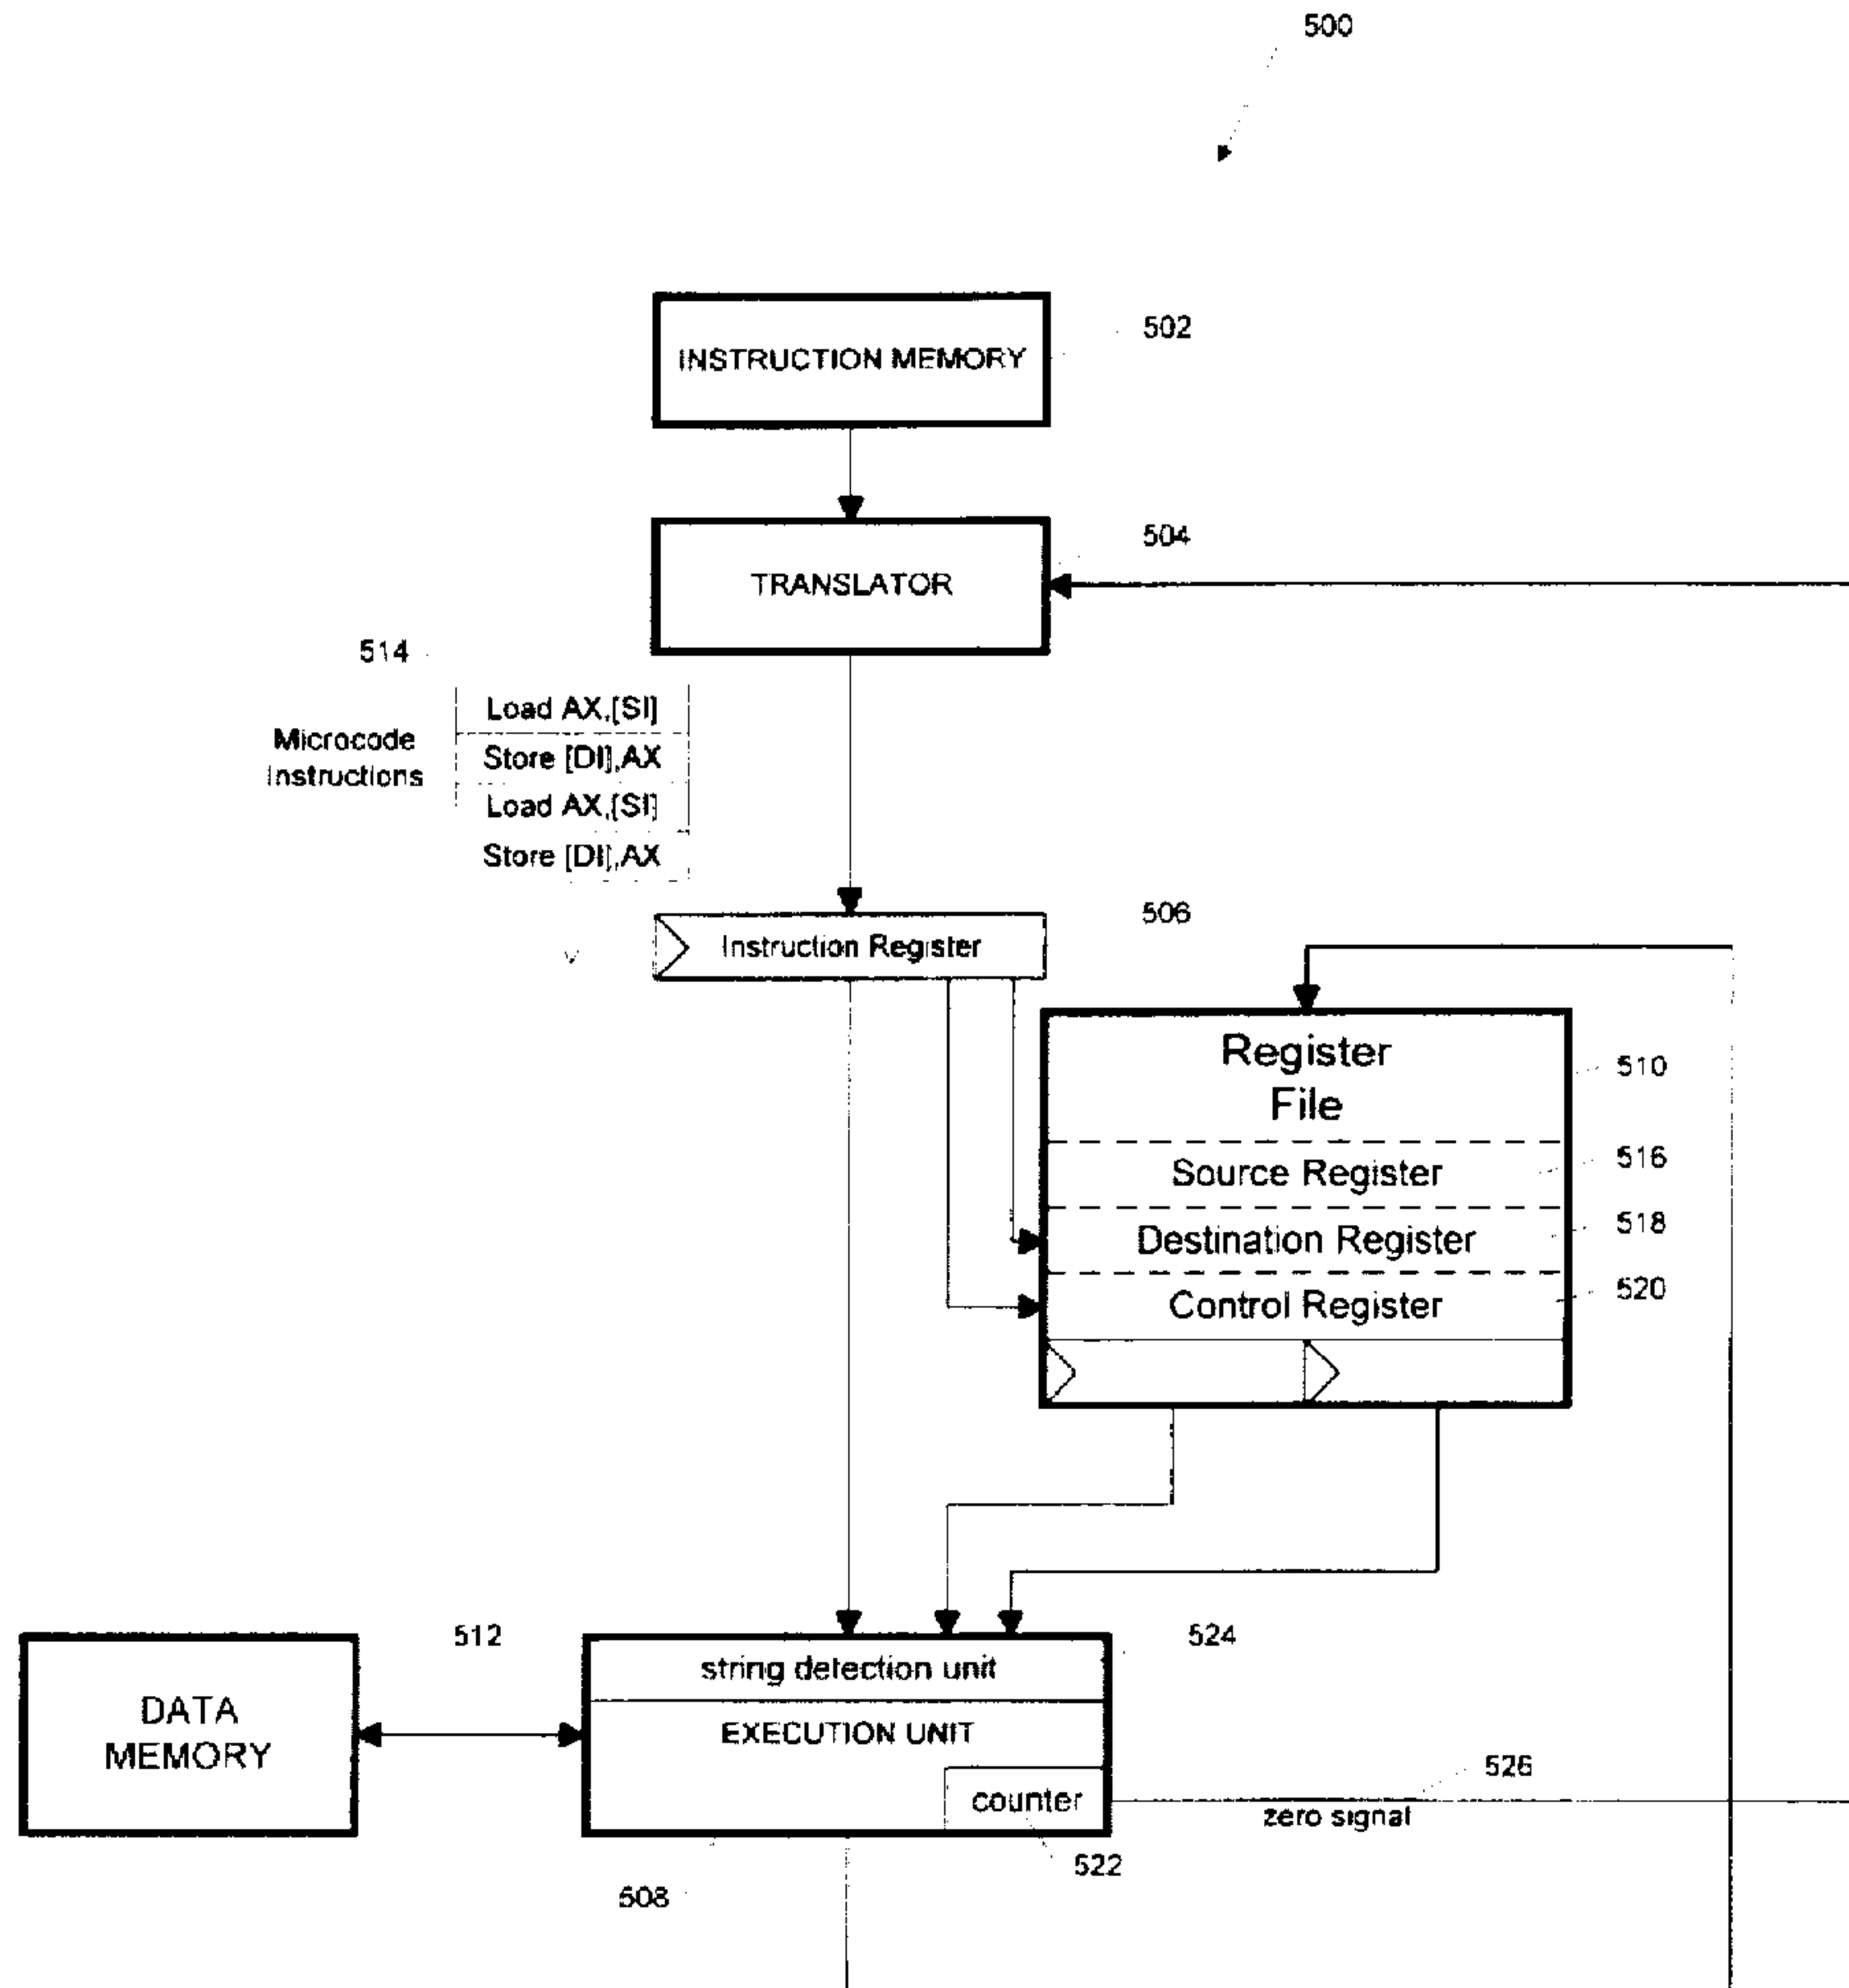 500
502
INSTRUCTION MEMORY
504
TRANSLATOR
514
Load AX,[SI]
Microcode
Instructions
Store [DI],AX
Load AX,[SI]
Store [DI],AX
506
Instruction Register
Register
File
510
Source Register
516
Destination Register
518
Control Register
520
512
524
string detection unit
DATA
MEMORY
EXECUTION UNIT
counter
526
zero signal
522
508